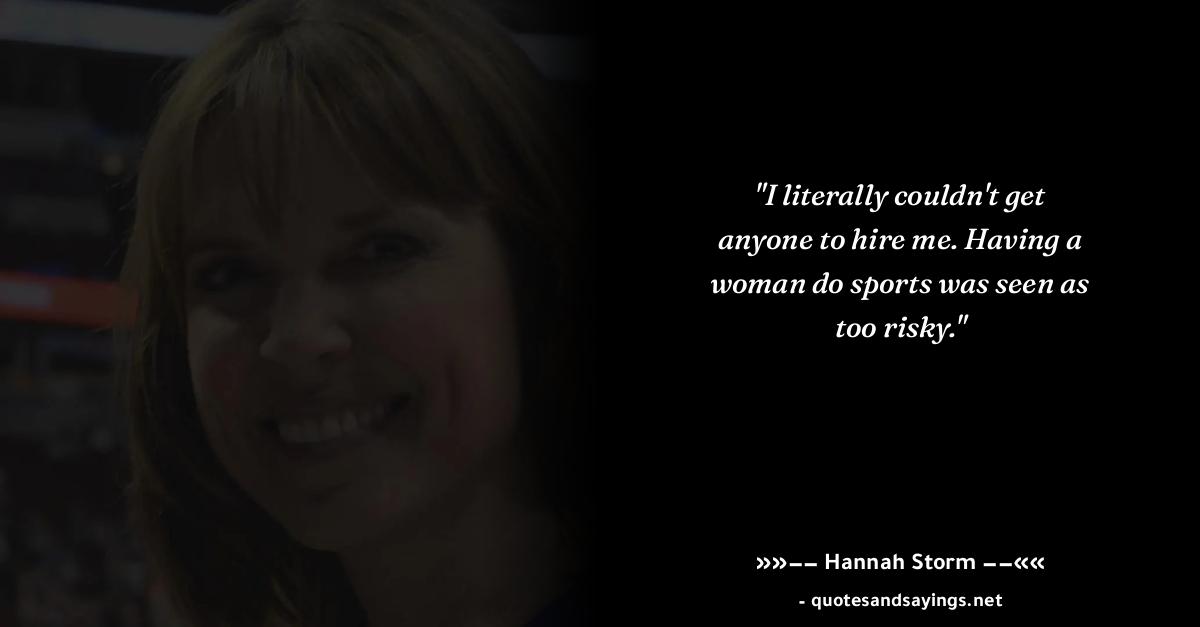 "I literally couldn't get
anyone to hire me. Having a
woman do sports was seen as
too risky."
»»–– Hannah Storm ––««
- quotesandsayings.net